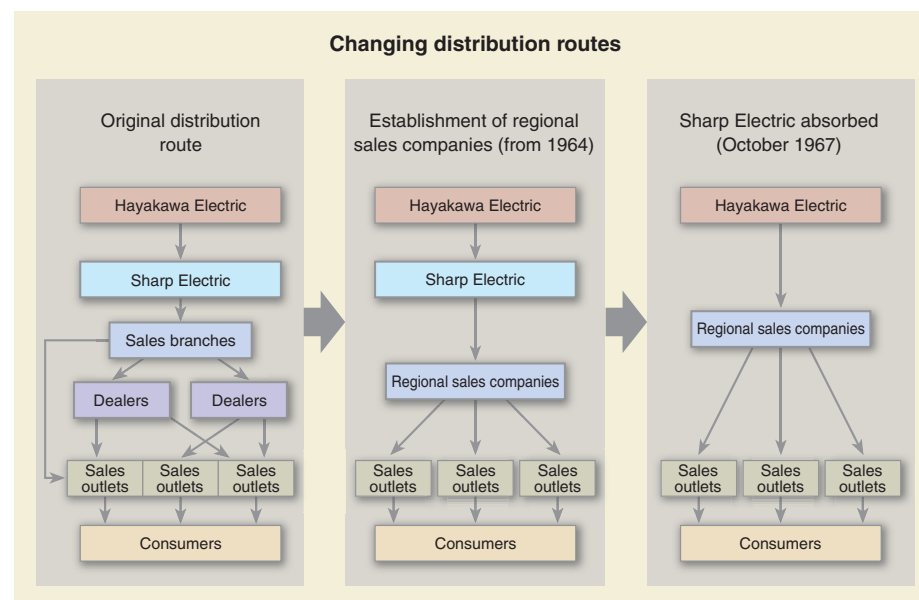 Changing distribution routes
Original distribution
route
Hayakawa Electric
Sharp Electric
Sales branches
Dealers
Dealers
Sales
outlets
Sales
outlets
Sales
outlets
Consumers
Establishment of regional
sales companies (from 1964)
Hayakawa Electric
Sharp Electric
Regional sales companies
Sales
outlets
Sales
outlets
Sales
outlets
Consumers
Sharp Electric absorbed
(October 1967)
Hayakawa Electric
Regional sales companies
Sales
outlets
Sales
outlets
Sales
outlets
Consumers